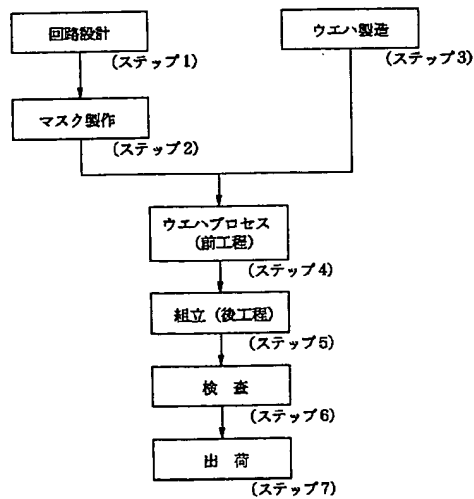 回路設計
(ステップ1)
ウエハ製造
(ステップ3)
マスク製作
(ステップ2)
ウエハプロセス
(前工程)
(ステップ4)
組立(後工程)
(ステップ5)
検 査
(ステップ6)
出 荷
(ステップ7)